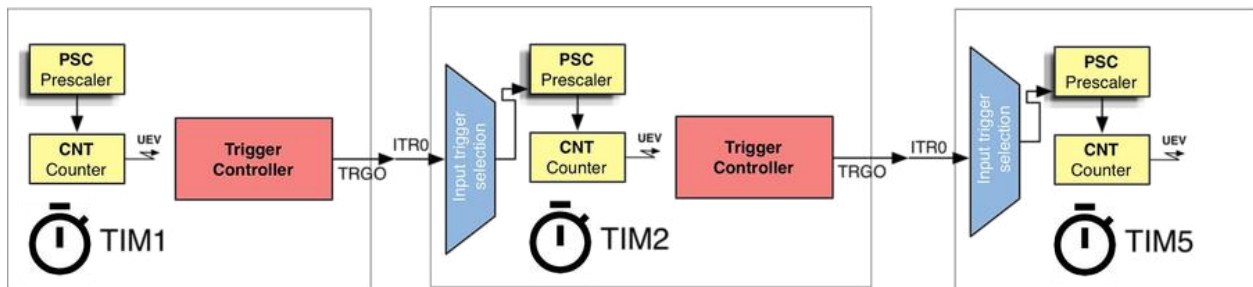 PSC
Prescaler
CNT
Counter
UEV
Trigger
Controller
TRGO
ITR0
TIM1
Input trigger
selection
PSC
Prescaler
CNT
Counter
UEV
Trigger
Controller
TRGO
ITR0
TIM2
Input trigger
selection
PSC
Prescaler
CNT
Counter
UEV
TIM5